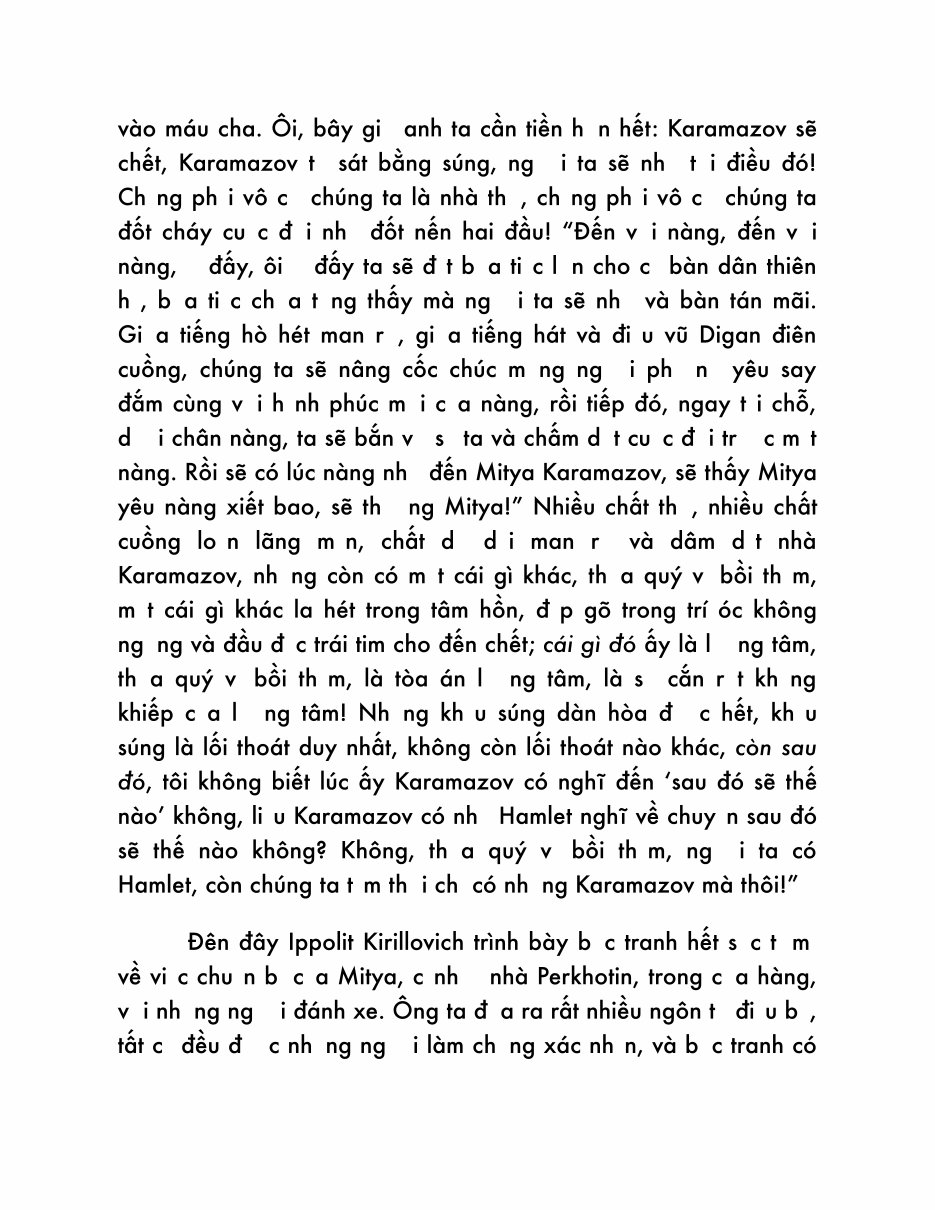 vào máu cha. Ôi, bây gi anh ta cần tiền h n hết: Karamazov sẽ
chết, Karamazov t sát bằng súng, ng i ta sẽ nh t i điều đó!
Ch ng ph i vô c chúng ta là nhà th , ch ng ph i vô c chúng ta
đốt cháy cu c đ i nh đốt nến hai đầu! “Đến v i nàng, đến v i
nàng, đấy, ôi đấy ta sẽ đ t b a ti c l n cho c bàn dân thiên
h , b a ti c ch a t ng thấy mà ng i ta sẽ nh và bàn tán mãi.
Gi a tiếng hò hét man r , gi a tiếng hát và đi u vũ Digan điên
cuồng, chúng ta sẽ nâng cốc chúc m ng ng i ph n yêu say
đắm cùng v i h nh phúc m i c a nàng, rồi tiếp đó, ngay t i chỗ,
d i chân nàng, ta sẽ bắn v s ta và chấm d t cu c đ i tr c m t
nàng. Rồi sẽ có lúc nàng nh đến Mitya Karamazov, sẽ thấy Mitya
yêu nàng xiết bao, sẽ th ng Mitya!” Nhiều chất th , nhiều chất
cuồng lo n lãng m n, chất d d i man r và dâm d t nhà
Karamazov, nh ng còn có m t cái gì khác, th a quý v bồi th m,
m t cái gì khác la hét trong tâm hồn, đ p gõ trong trí óc không
ng ng và đầu đ c trái tim cho đến chết; cái gì đó ấy là l ng tâm,
th a quý v bồi th m, là tòa án l ng tâm, là s cắn r t kh ng
khiếp c a l ng tâm! Nh ng kh u súng dàn hòa đ c hết, kh u
súng là lối thoát duy nhất, không còn lối thoát nào khác, còn sau
đó, tôi không biết lúc ấy Karamazov có nghĩ đến ‘sau đó sẽ thế
nào’ không, li u Karamazov có nh Hamlet nghĩ về chuy n sau đó
sẽ thế nào không? Không, th a quý v bồi th m, ng i ta có
Hamlet, còn chúng ta t m th i ch có nh ng Karamazov mà thôi!”
Đên đây Ippolit Kirillovich trình bày b c tranh hết s c t m
về vi c chu n b c a Mitya, c nh nhà Perkhotin, trong c a hàng,
v i nh ng ng i đánh xe. Ông ta đ a ra rất nhiều ngôn t đi u b ,
tất c đều đ c nh ng ng i làm ch ng xác nh n, và b c tranh có